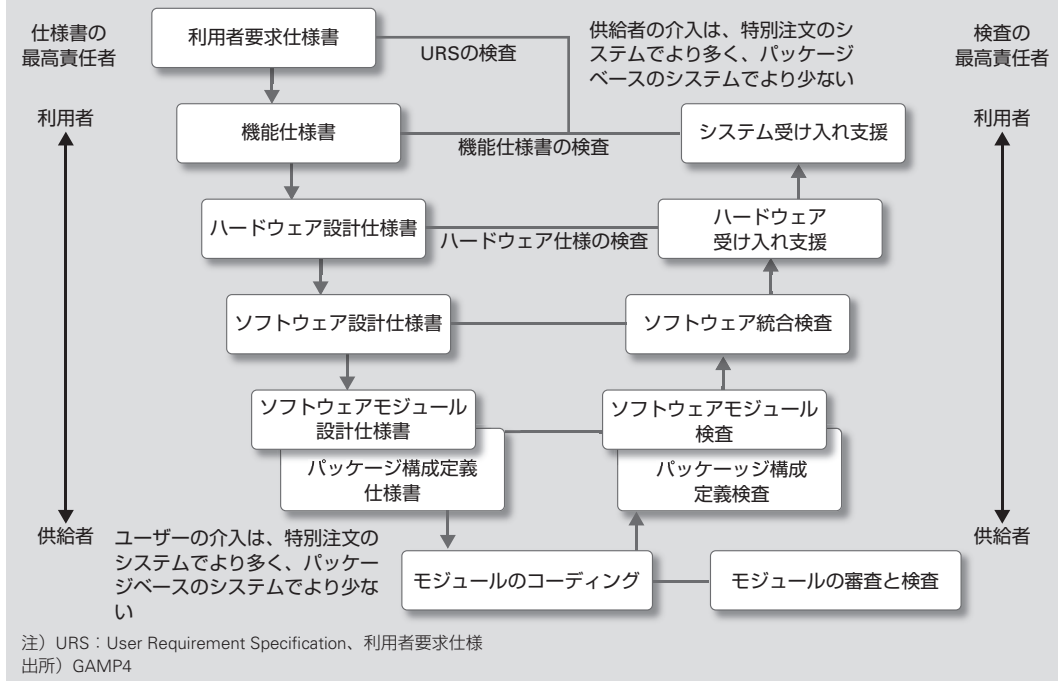 仕様書の
最高責任者
利用者
供給者
利用者要求仕様書
URSの検査
供給者の介入は、特別注文のシ
ステムでより多く、パッケージ
ベースのシステムでより少ない
検査の
最高責任者
利用者
供給者
機能仕様書
機能仕様書の検査
システム受け入れ支援
ハードウェア設計仕様書
ハードウェア仕様の検査
ハードウェア
受け入れ支援
ソフトウェア設計仕様書
ソフトウェア統合検査
ソフトウェアモジュール
設計仕様書
ソフトウェアモジュール
検査
パッケージ構成定義
仕様書
パッケーッジ構成
定義検査
ユーザーの介入は、特別注文の
システムでより多く、パッケー
ジベースのシステムでより少な
い
モジュールのコーディング
モジュールの審査と検査
注）URS：User Requirement Specification、利用者要求仕様
出所）GAMP4